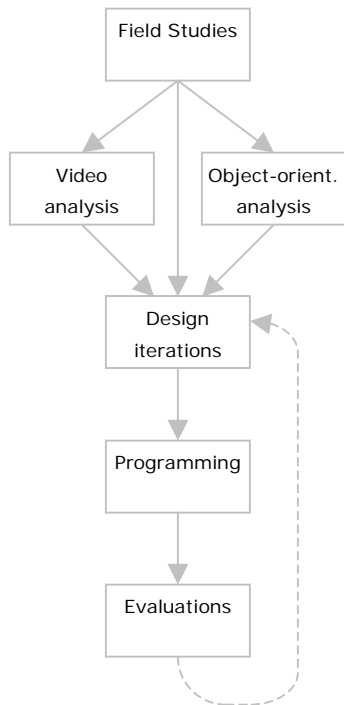 Field Studies
Video
analysis
Object-orient.
analysis
Design
iterations
Programming
Evaluations